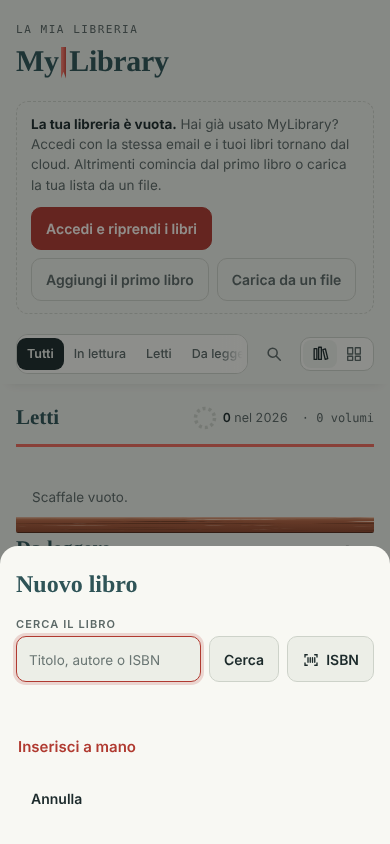 LA MIA LIBRERIA
My Library
La tua libreria è vuota. Hai già usato MyLibrary?
Accedi con la stessa email e i tuoi libri tornano dal
cloud. Altrimenti comincia dal primo libro o carica
la tua lista da un file.
Accedi e riprendi i libri
Aggiungi il primo libro
Carica da un file
Tutti
In lettura
Letti
Da legge
Letti
0 nel 2026 · 0 volumi
Scaffale vuoto.
Nuovo libro
CERCA IL LIBRO
Titolo, autore o ISBN
Cerca
ISBN
Inserisci a mano
Annulla